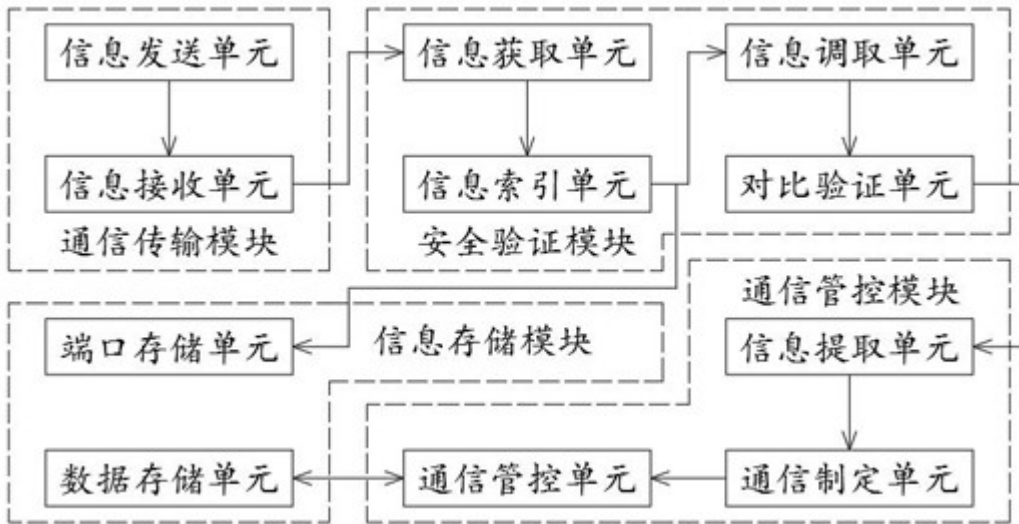 信息发送单元
信息获取单元
信息调取单元
信息接收单元
信息索引单元
对比验证单元
通信传输模块
安全验证模块
通信管控模块
端口存储单元
信息存储模块
信息提取单元
数据存储单元
通信管控单元
通信制定单元